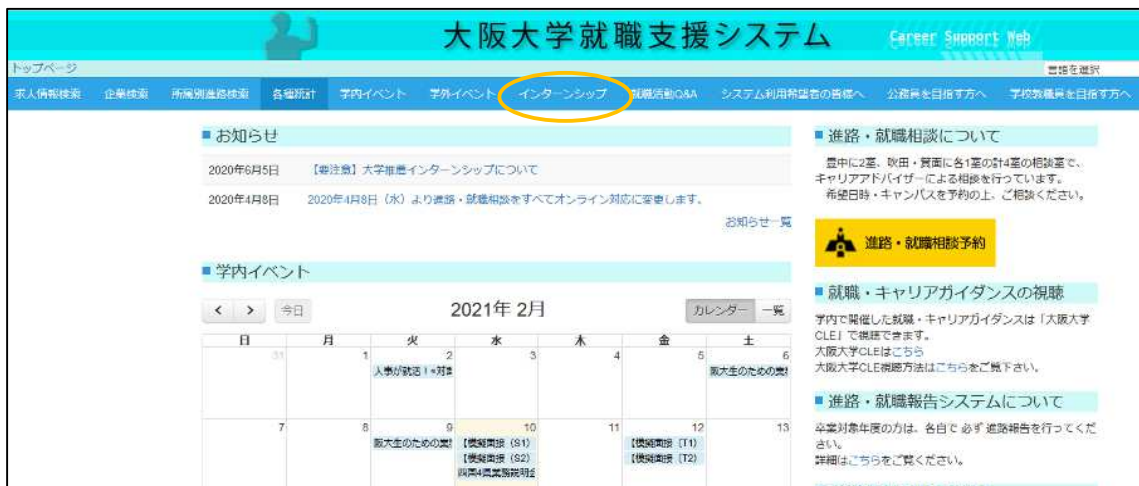 大阪大学就職支援システム
Career Support Web
トップページ
言語を選択
求人情報検索 企業検索 所属別進路検索 各種統計 学内イベント 学外イベント インターンシップ 就職活動Q&A システム利用希望者の皆様へ 公務員を目指す方へ 学校教職員を目指す方へ
お知らせ
2020年6月5日 【要注意】大学推薦インターンシップについて
2020年4月8日 2020年4月8日（水）より進路・就職相談をすべてオンライン対応に変更します。
お知らせ一覧
学内イベント
< > 今日 2021年 2月 カレンダー 一覧
日 月 火 水 木 金 土
31 1 2 3 4 5 6
人事が就活！«対面
阪大生のための業界
7 8 9 10 11 12 13
阪大生のための業界 【模擬面接（S1） 【模擬面接（T1）
【模擬面接（S2） 【模擬面接（T2）
四国4県業務説明会
進路・就職相談について
豊中に2室、吹田・箕面に各1室の計4室の相談室で、
キャリアアドバイザーによる相談を行っています。
希望日時・キャンパスを予約の上、ご相談ください。
進路・就職相談予約
就職・キャリアガイダンスの視聴
学内で開催した就職・キャリアガイダンスは「大阪大学
CLE」で視聴できます。
大阪大学CLEはこちら
大阪大学CLE視聴方法はこちらをご覧下さい。
進路・就職報告システムについて
卒業対象年度の方は、各自で必ず進路報告を行ってくだ
さい。
詳細はこちらをご覧ください。